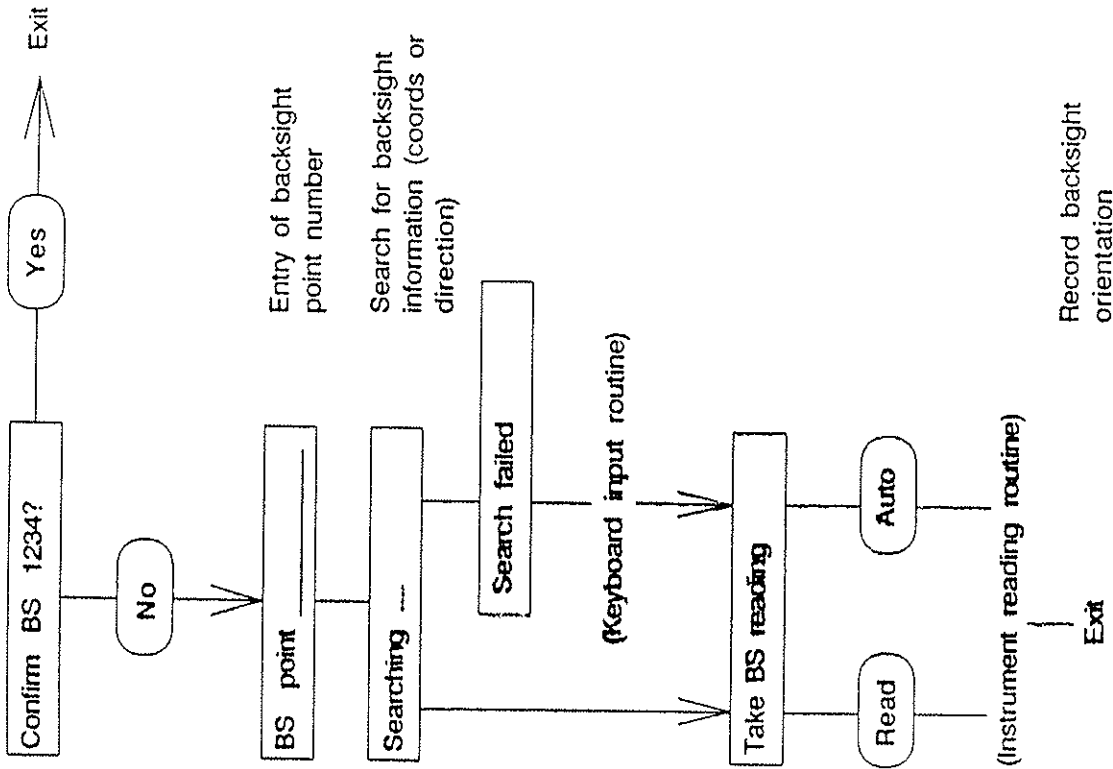 Confirm BS 1234?
Yes
Exit
No
BS point
Entry of backsight
point number
Searching ----
Search for backsight
information (coords or
direction)
Search failed
(Keyboard input routine)
Take BS reading
Read
Auto
(Instrument reading routine)
Exit
Record backsight
orientation